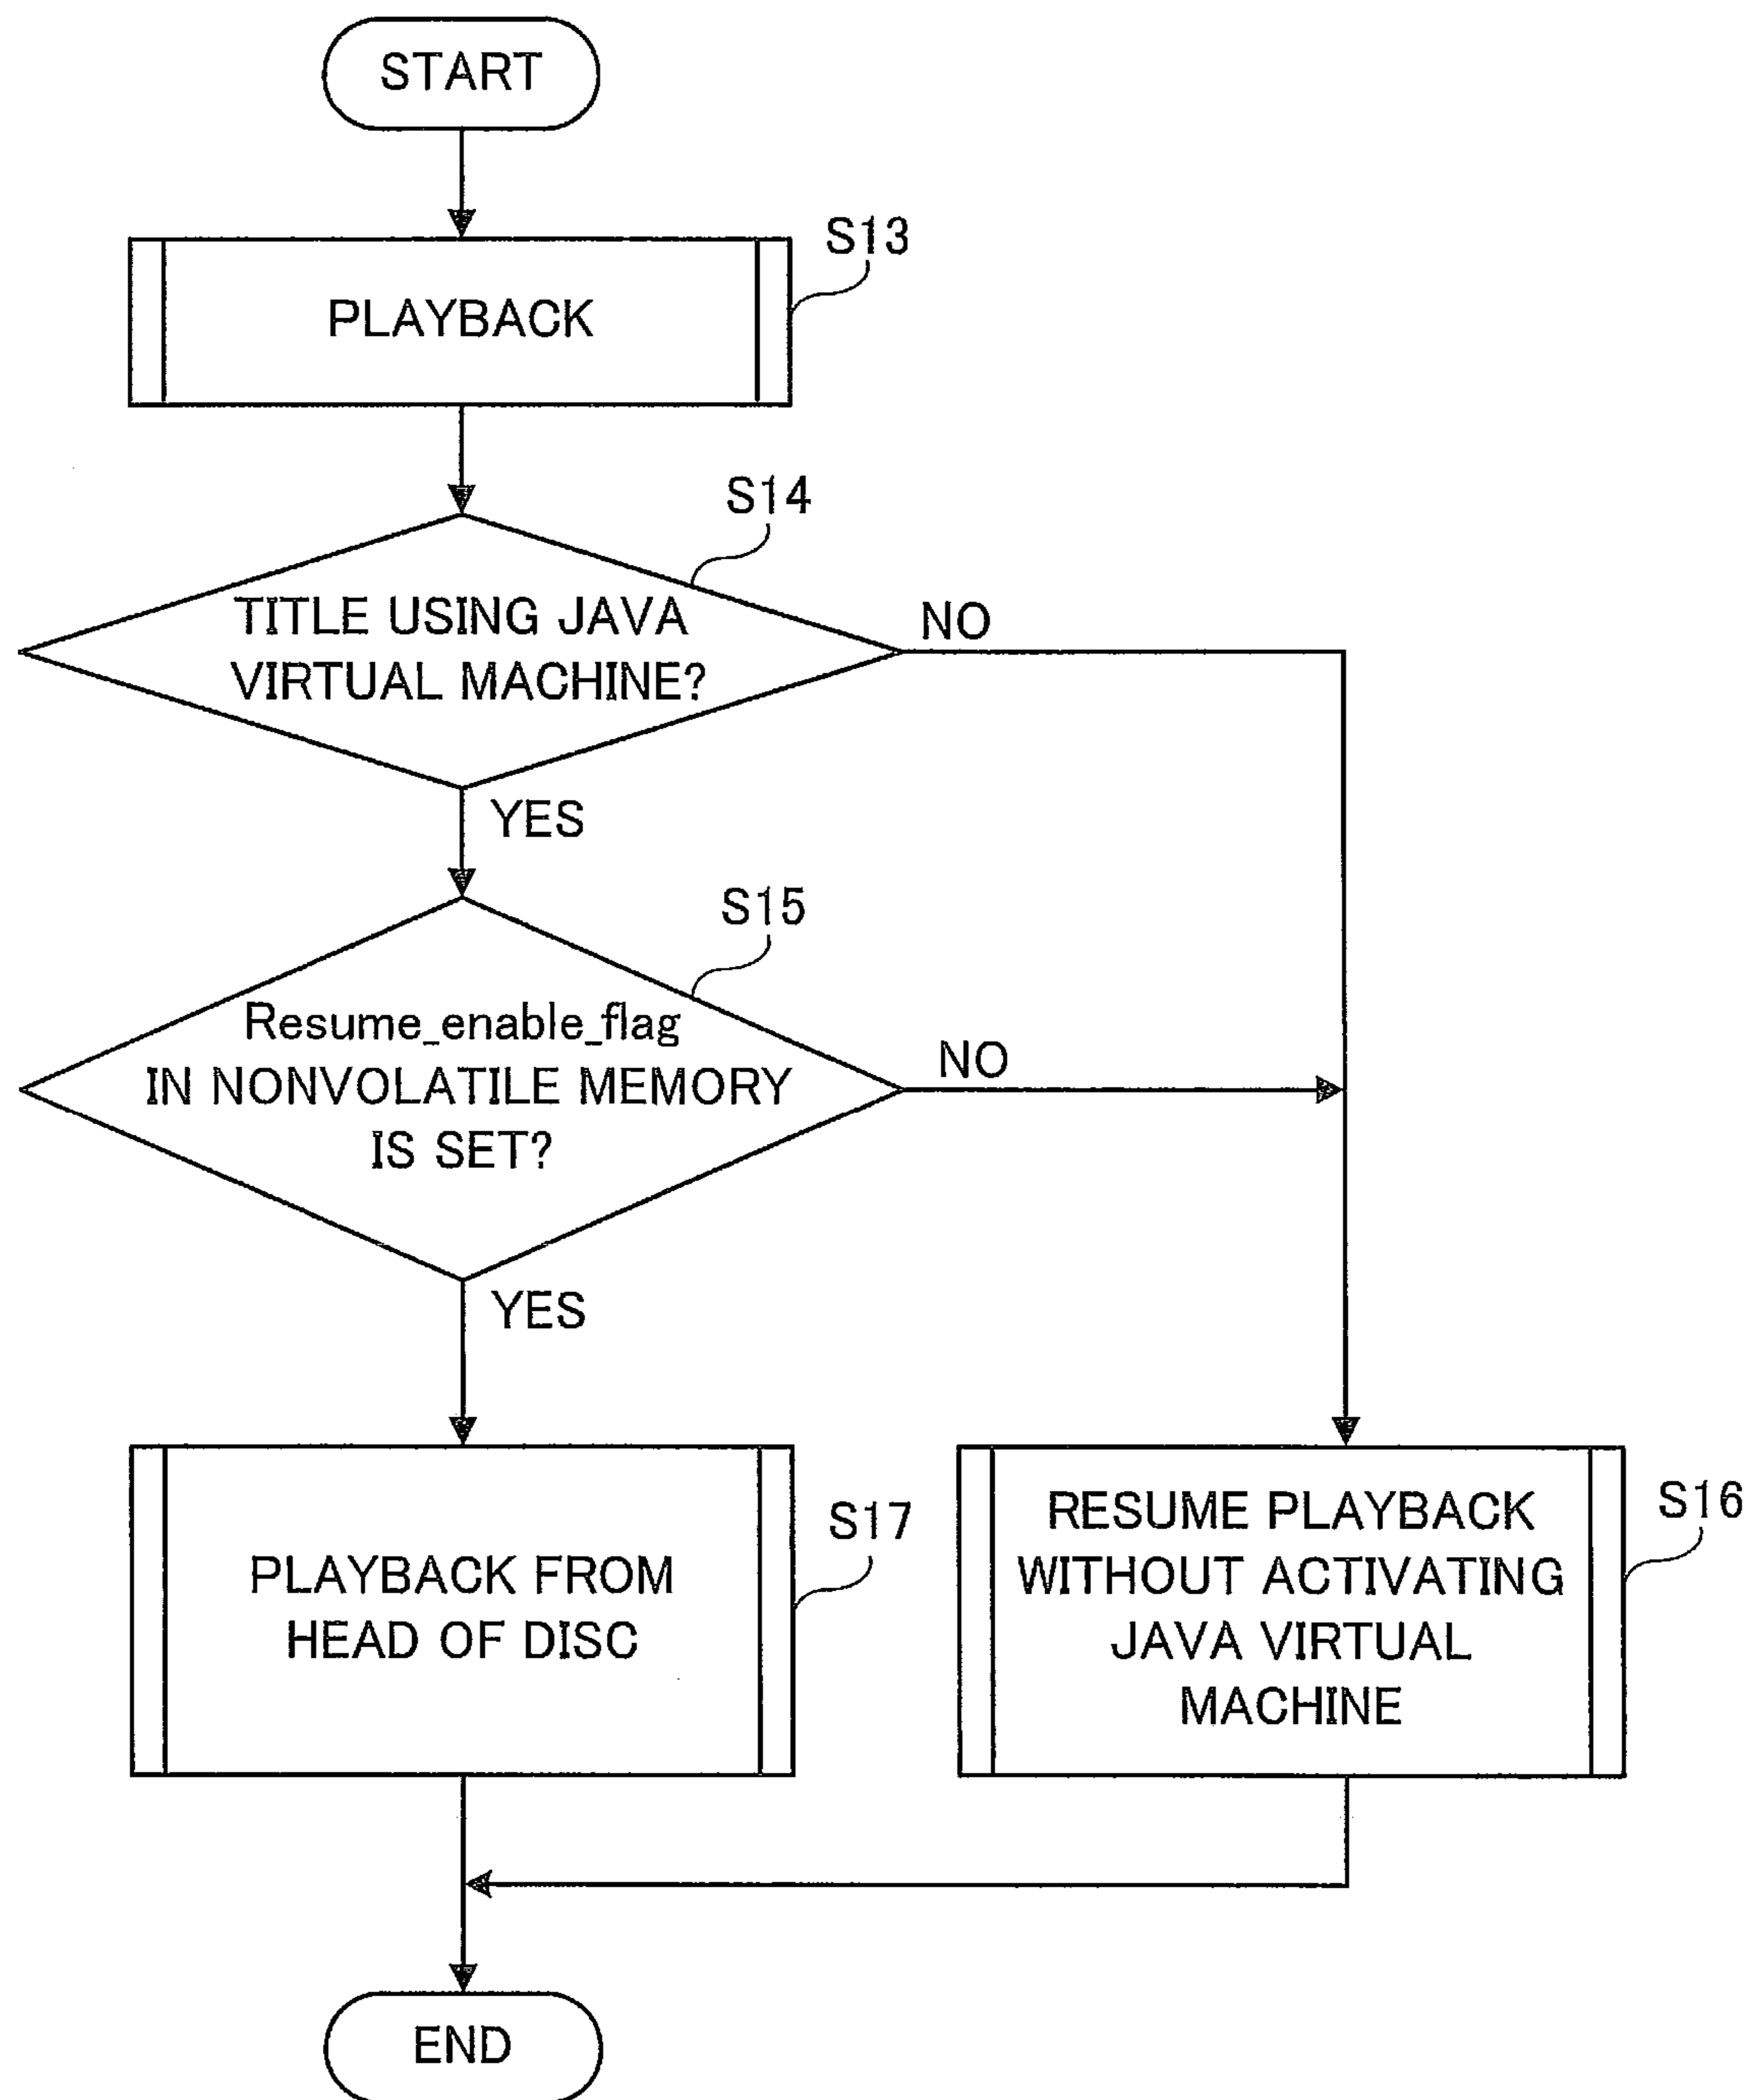 START
S13
PLAYBACK
S14
TITLE USING JAVA
VIRTUAL MACHINE?
NO
YES
S15
Resume_enable_flag
IN NONVOLATILE MEMORY
IS SET?
NO
YES
S17
PLAYBACK FROM
HEAD OF DISC
S16
RESUME PLAYBACK
WITHOUT ACTIVATING
JAVA VIRTUAL
MACHINE
END